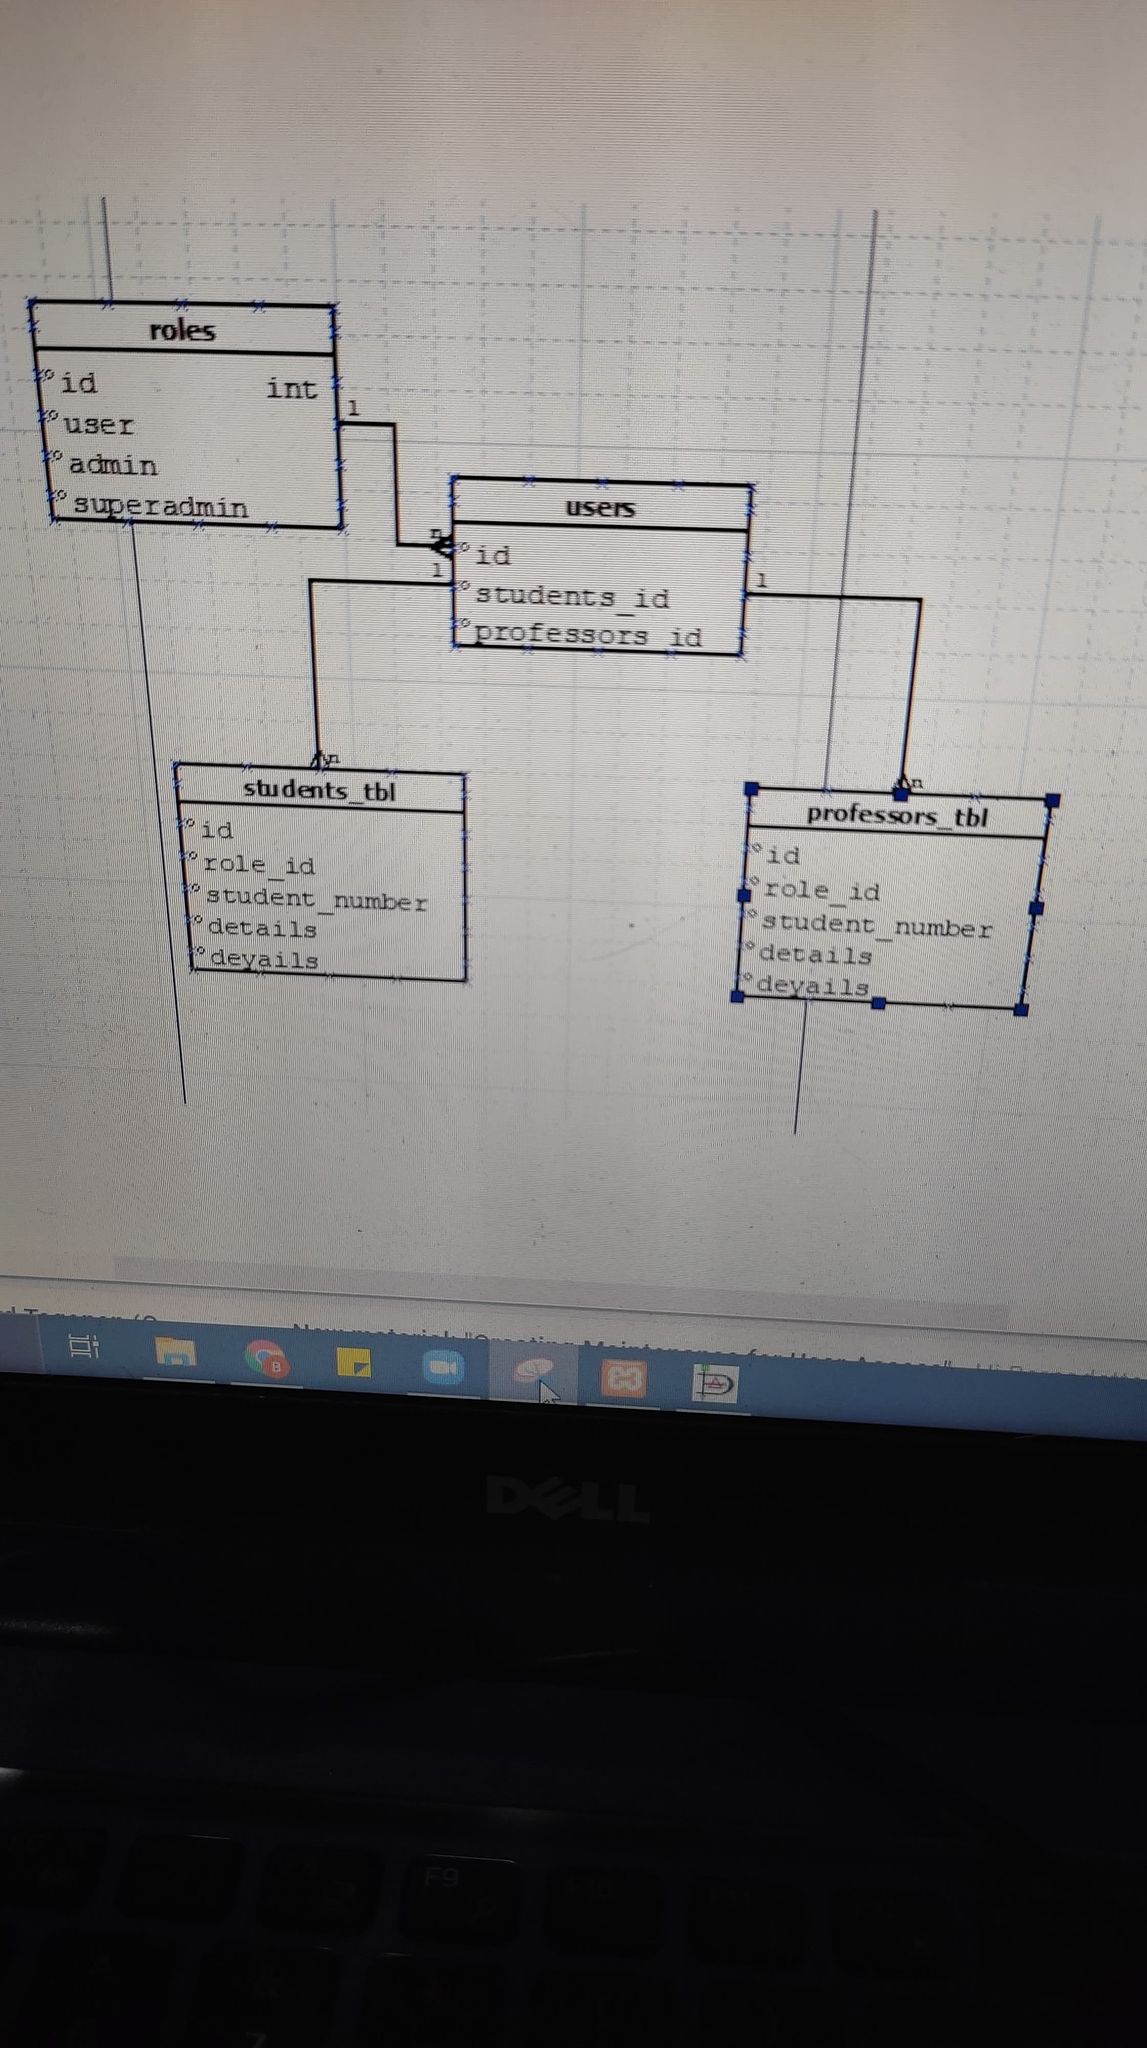 roles
id int
user
admin
superadmin
1
n
users
id
students_id
professors_id
1
1
n
students_tbl
id
role_id
student_number
details
deyails
n
professors_tbl
id
role_id
student_number
details
deyails
B
DELL
F9
F10